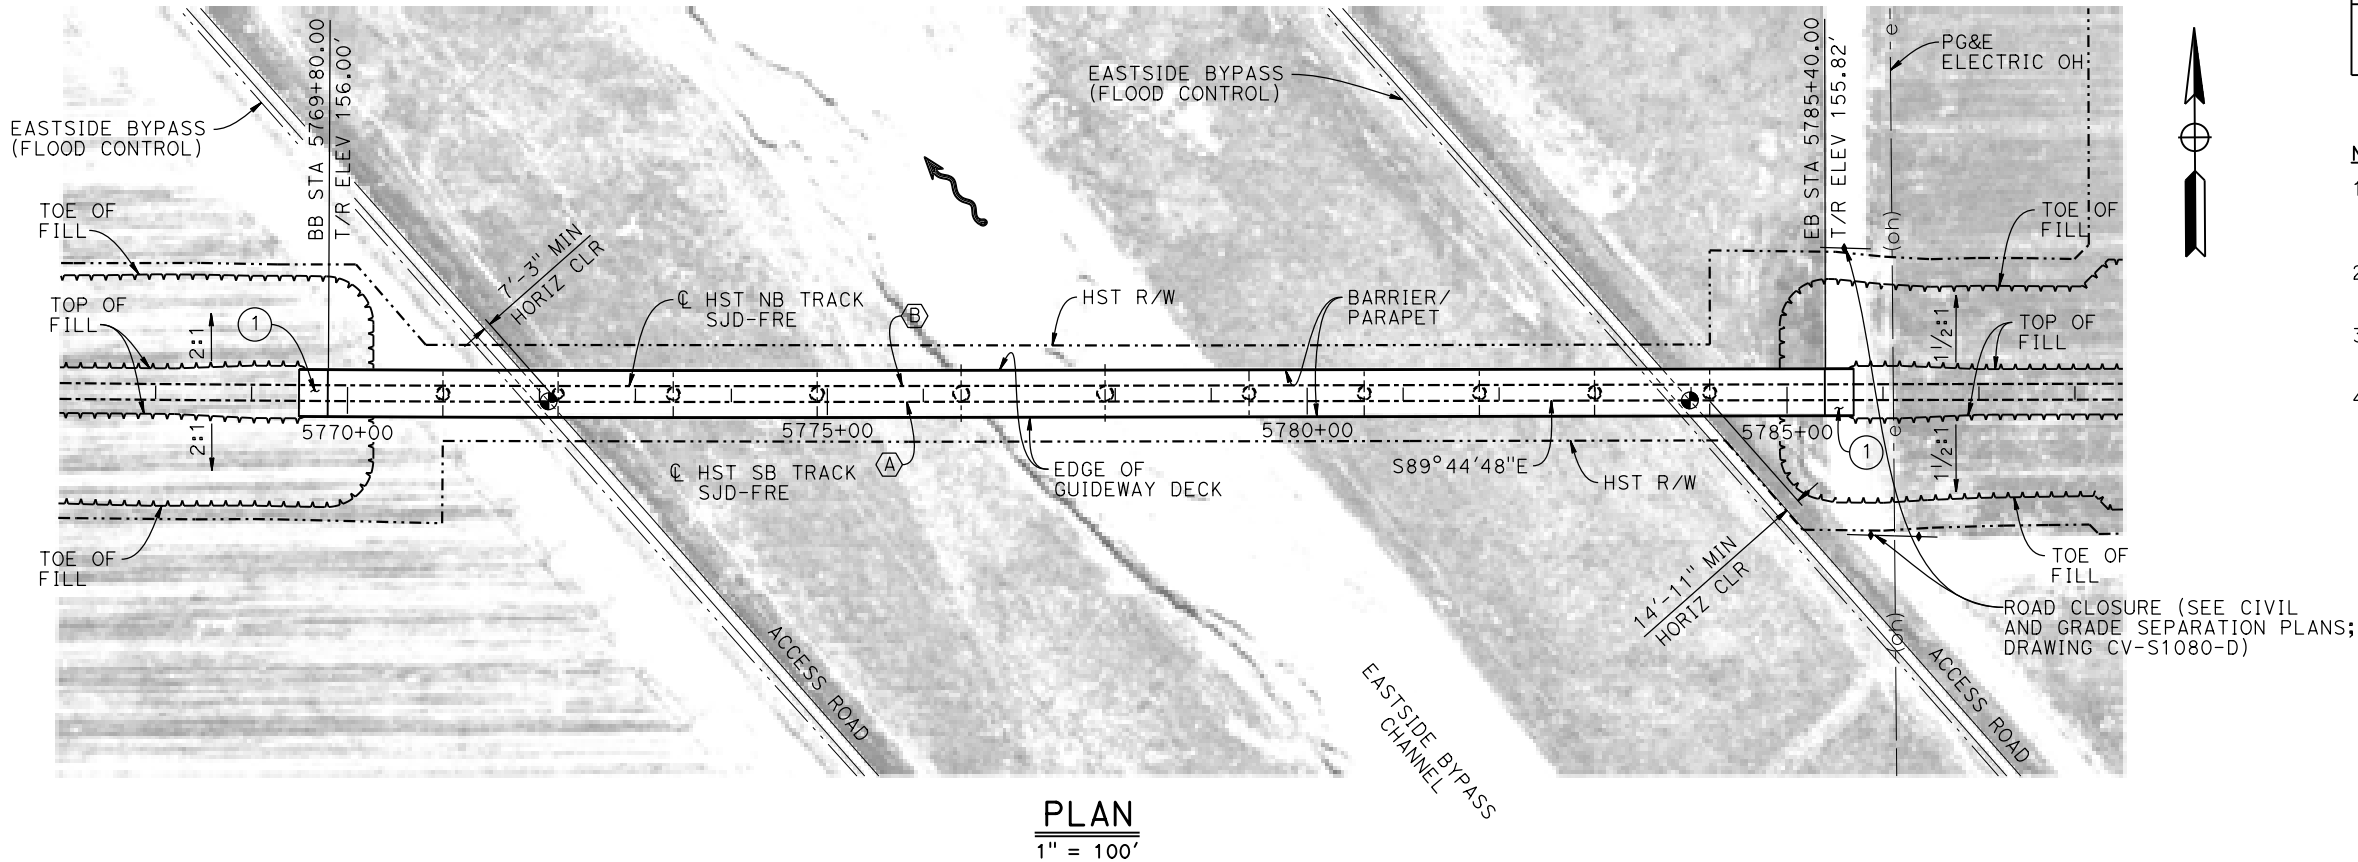 EASTSIDE BYPASS
(FLOOD CONTROL)
BB STA 5769+80.00
T/R ELEV 156.00'
EASTSIDE BYPASS
(FLOOD CONTROL)
EB STA 5785+40.00
T/R ELEV 155.82'
e
PG&E
ELECTRIC OH
(oh)
TOE OF
FILL
TOP OF
FILL
2:1
1
7'-3" MIN
HORIZ CLR
℄ HST NB TRACK
SJD-FRE
B
HST R/W
BARRIER/
PARAPET
TOE OF
FILL
1½:1
TOP OF
FILL
5770+00
5775+00
5780+00
5785+00
2:1
℄ HST SB TRACK
SJD-FRE
A
EDGE OF
GUIDEWAY DECK
S89°44'48"E
HST R/W
1
e
1½:1
TOE OF
FILL
14'-11" MIN
HORIZ CLR
TOE OF
FILL
(oh)
ROAD CLOSURE (SEE CIVIL
AND GRADE SEPARATION PLANS;
DRAWING CV-S1080-D)
ACCESS ROAD
EASTSIDE BYPASS
CHANNEL
ACCESS ROAD
PLAN
1" = 100'
N
1
2
3
4